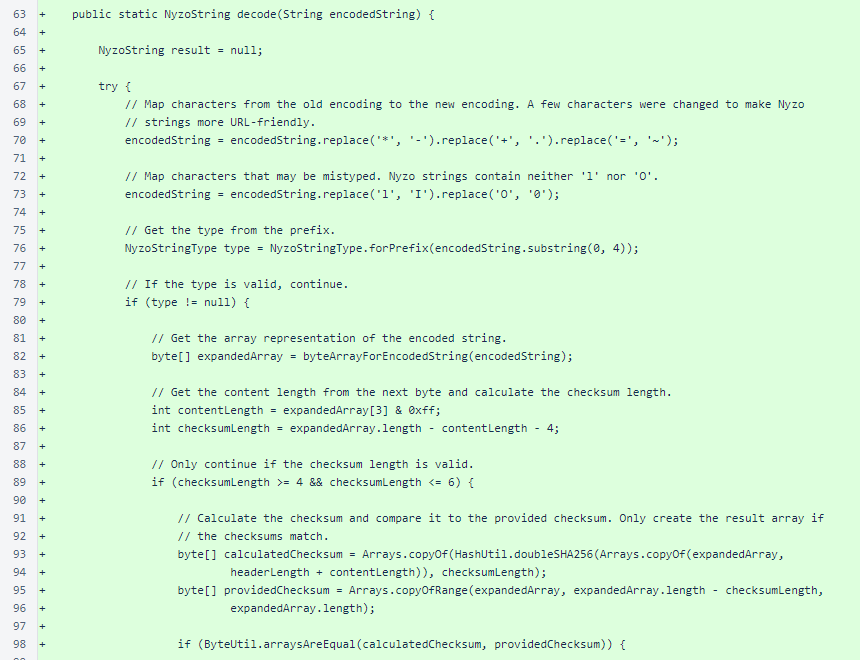 63 + public static NyzoString decode(String encodedString) {
64 +
65 + NyzoString result = null;
66 +
67 + try {
68 + // Map characters from the old encoding to the new encoding. A few characters were changed to make Nyzo
69 + // strings more URL-friendly.
70 + encodedString = encodedString.replace('*', '-').replace('+', '.').replace('=', '~');
71 +
72 + // Map characters that may be mistyped. Nyzo strings contain neither 'l' nor 'O'.
73 + encodedString = encodedString.replace('l', 'I').replace('O', '0');
74 +
75 + // Get the type from the prefix.
76 + NyzoStringType type = NyzoStringType.forPrefix(encodedString.substring(0, 4));
77 +
78 + // If the type is valid, continue.
79 + if (type != null) {
80 +
81 + // Get the array representation of the encoded string.
82 + byte[] expandedArray = byteArrayForEncodedString(encodedString);
83 +
84 + // Get the content length from the next byte and calculate the checksum length.
85 + int contentLength = expandedArray[3] & 0xff;
86 + int checksumLength = expandedArray.length - contentLength - 4;
87 +
88 + // Only continue if the checksum length is valid.
89 + if (checksumLength >= 4 && checksumLength <= 6) {
90 +
91 + // Calculate the checksum and compare it to the provided checksum. Only create the result array if
92 + // the checksums match.
93 + byte[] calculatedChecksum = Arrays.copyOf(HashUtil.doubleSHA256(Arrays.copyOf(expandedArray,
94 + headerLength + contentLength)), checksumLength);
95 + byte[] providedChecksum = Arrays.copyOfRange(expandedArray, expandedArray.length - checksumLength,
96 + expandedArray.length);
97 +
98 + if (ByteUtil.arraysAreEqual(calculatedChecksum, providedChecksum)) {